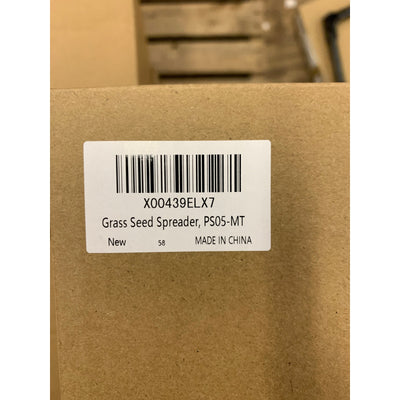 X00439ELX7
Grass Seed Spreader, PS05-MT
New 58 MADE IN CHINA